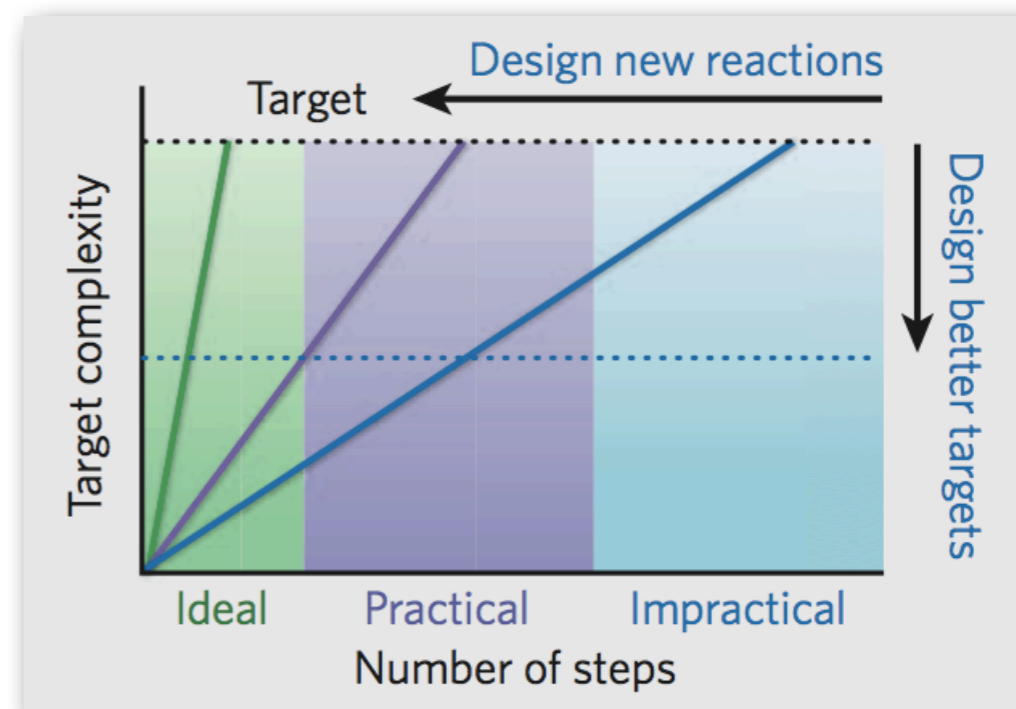 Design new reactions
Target
Target complexity
Design better targets
Ideal
Practical
Impractical
Number of steps